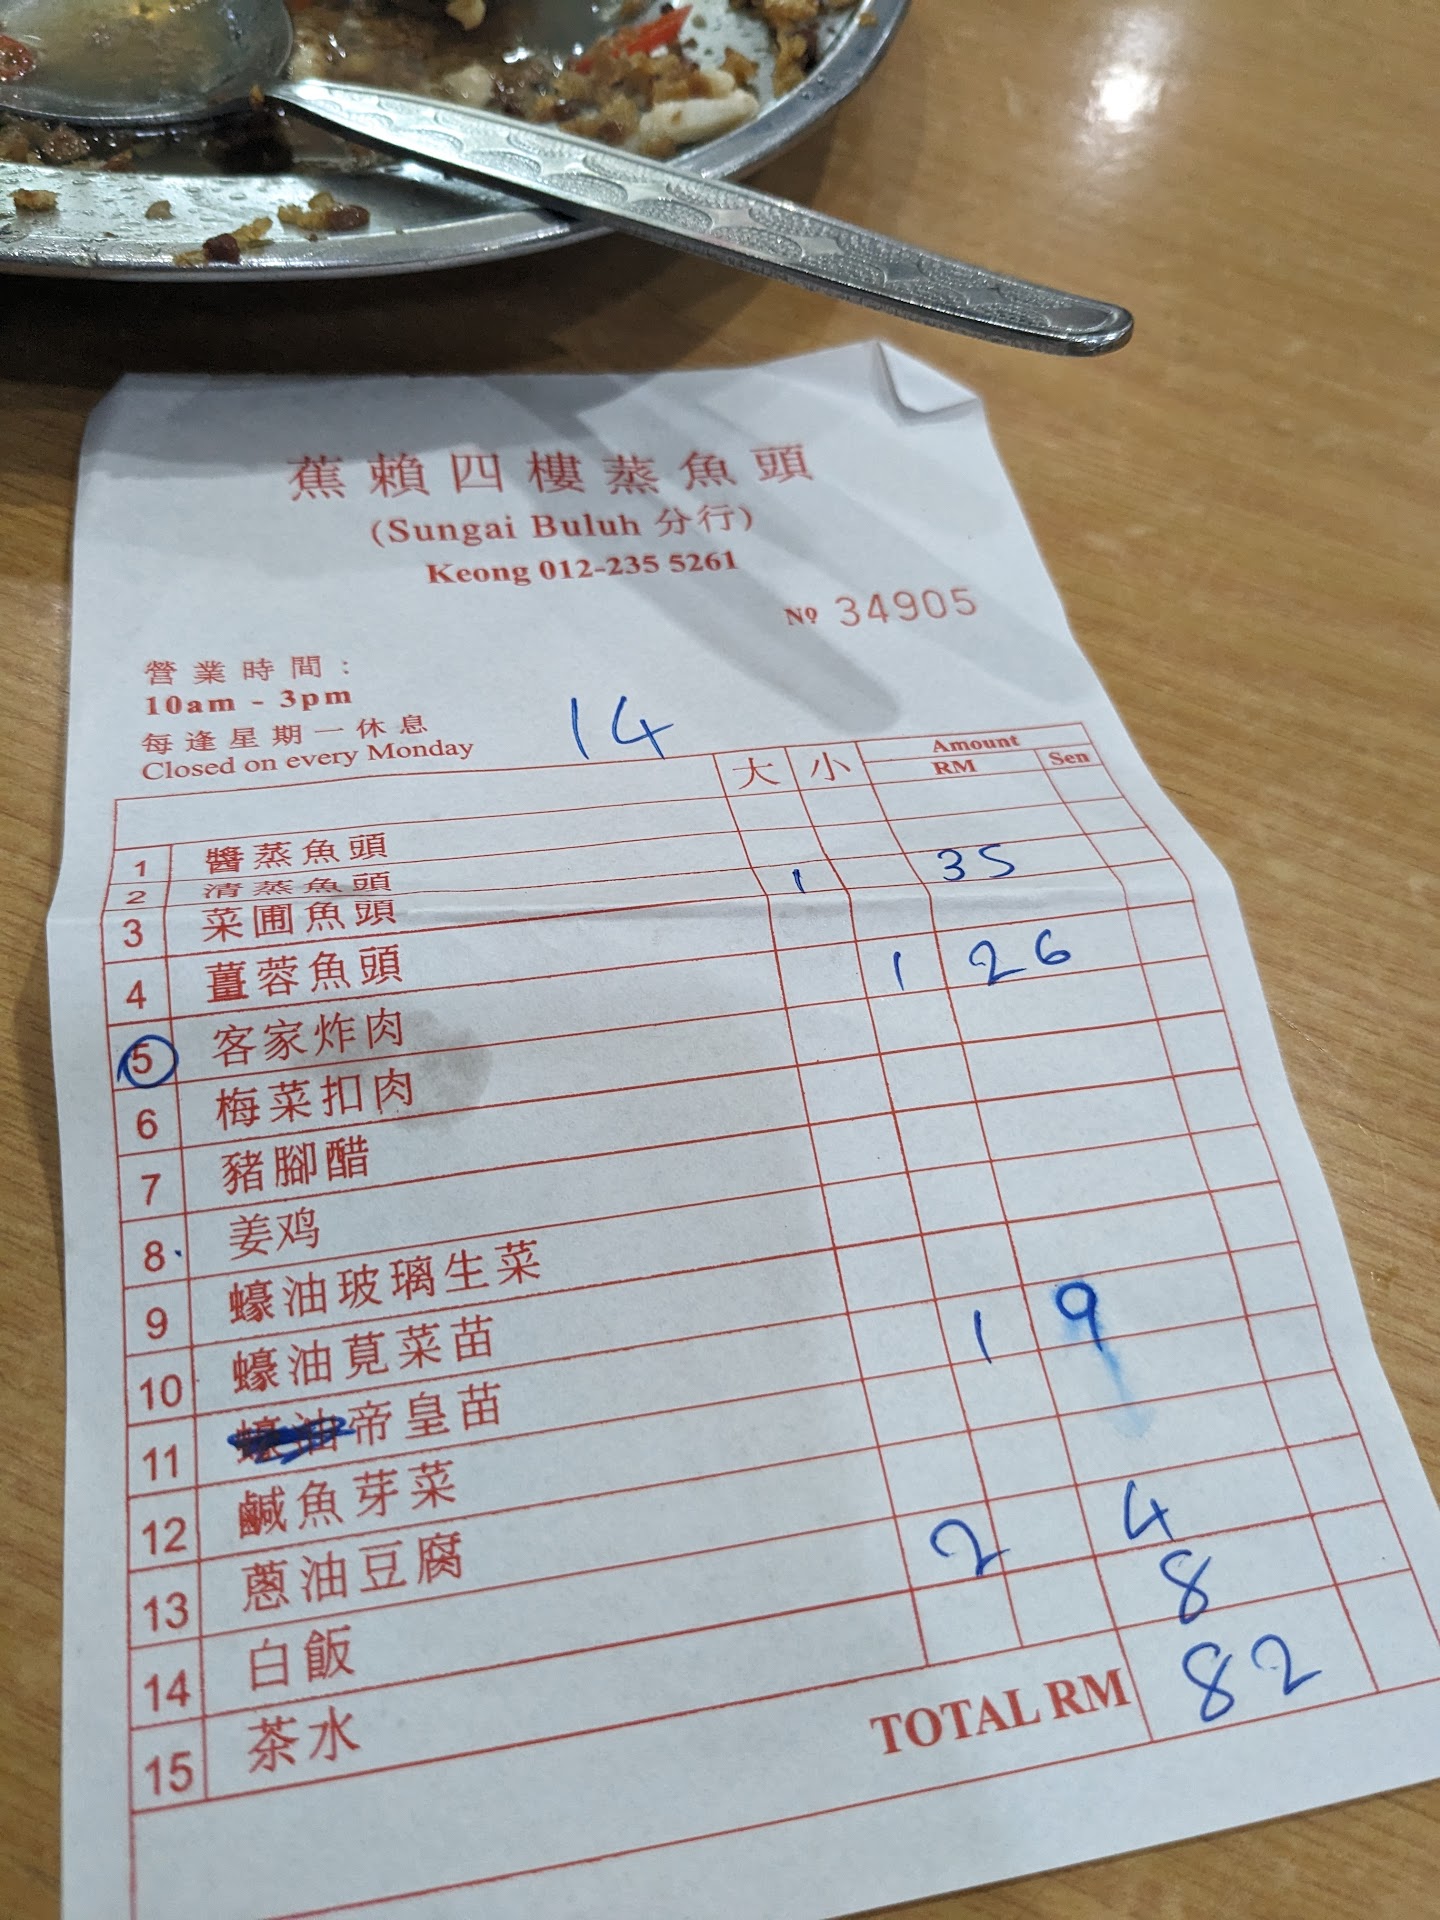 蕉賴四樓蒸魚頭
(Sungai Buluh 分行)
Keong 012-235 5261
Nº 34905
營業時間:
10am - 3pm
每逢星期一休息
Closed on every Monday
14
大 小 Amount
RM Sen
1 醬蒸魚頭
2 清蒸魚頭
3 菜圃魚頭 1 35
4 薑蓉魚頭
5 客家炸肉 1 26
6 梅菜扣肉
7 豬腳醋
8 姜鸡
9 蠔油玻璃生菜
10 蠔油莧菜苗
11 蠔油帝皇苗 1 9
12 鹹魚芽菜
13 蔥油豆腐
14 白飯 2 4
15 茶水 8
TOTAL RM 82